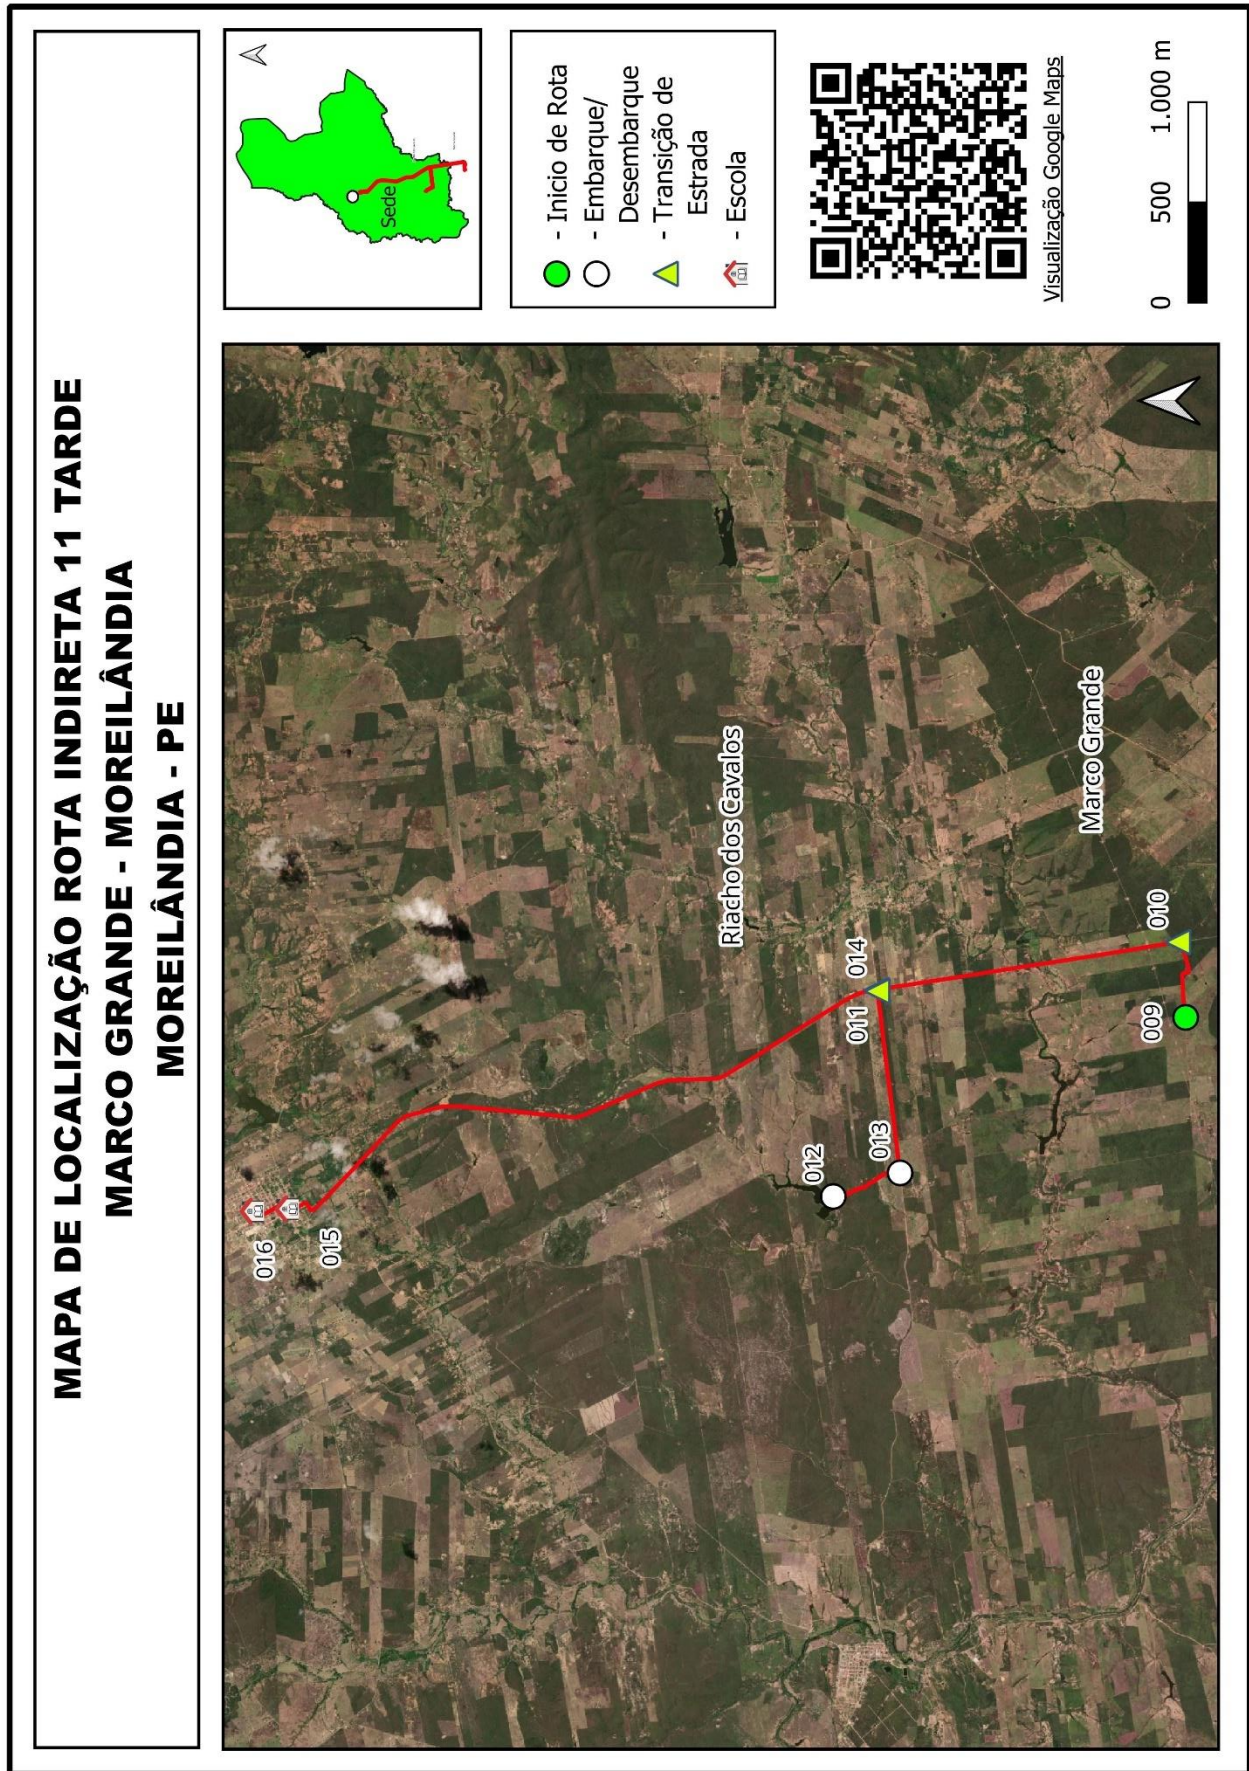 MAPA DE LOCALIZAÇÃO ROTA INDIRETA 11 TARDE
MARCO GRANDE - MOREILÂNDIA
MOREILÂNDIA - PE
016
015
012
013
011
014
009
010
Riacho dos Cavalos
Marco Grande
Sede
- Inicio de Rota
- Embarque/
Desembarque
- Transição de
Estrada
- Escola
Visualização Google Maps
0 500 1.000 m